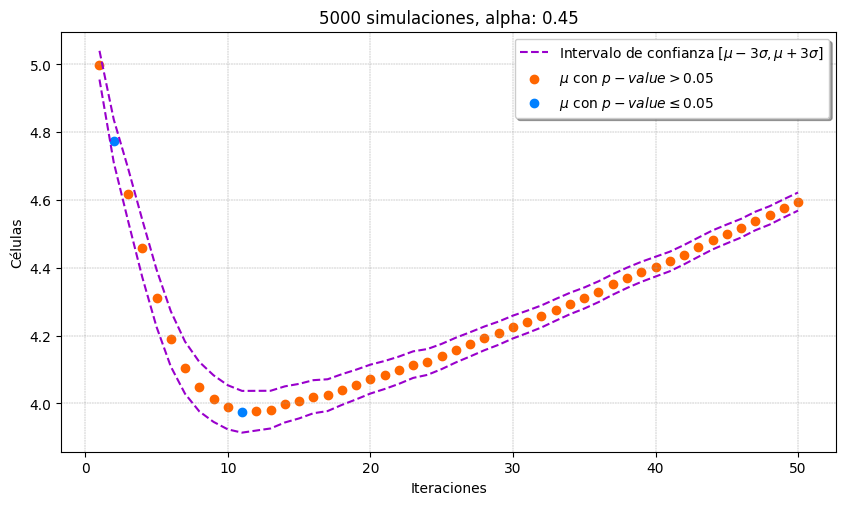 5000 simulaciones, alpha: 0.45
Intervalo de confianza [μ − 3σ, μ + 3σ]
μ con p − value > 0.05
μ con p − value ≤ 0.05
Células
5.0
4.8
4.6
4.4
4.2
4.0
0 10 20 30 40 50
Iteraciones